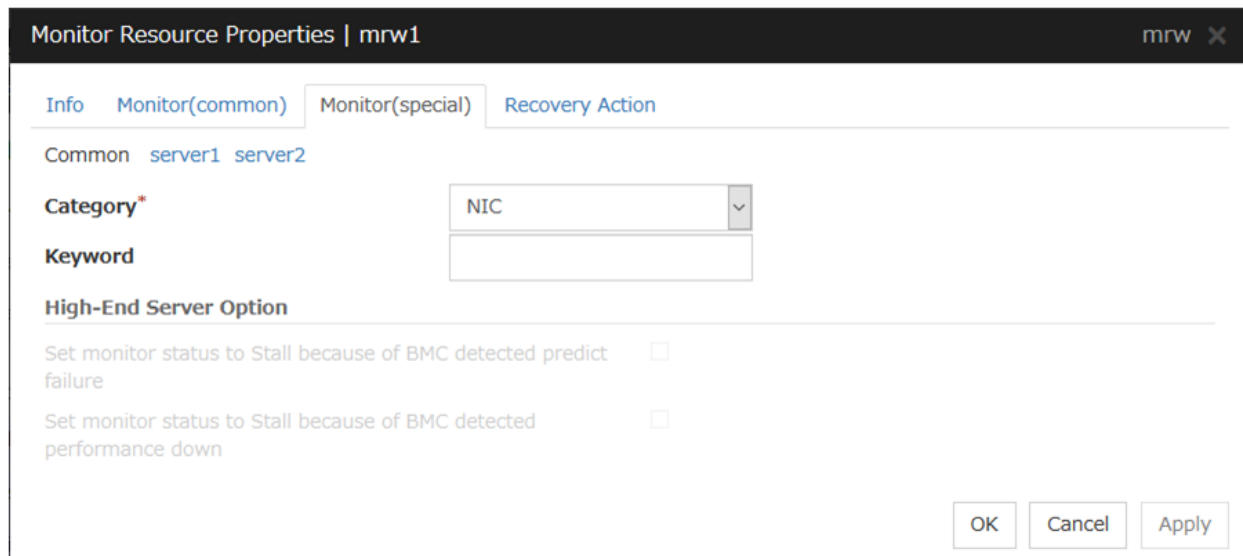 Monitor Resource Properties | mrw1 mrw ×
Info Monitor(common) Monitor(special) Recovery Action
Common server1 server2
Category* NIC
Keyword
High-End Server Option
Set monitor status to Stall because of BMC detected predict
failure
Set monitor status to Stall because of BMC detected
performance down
OK Cancel Apply